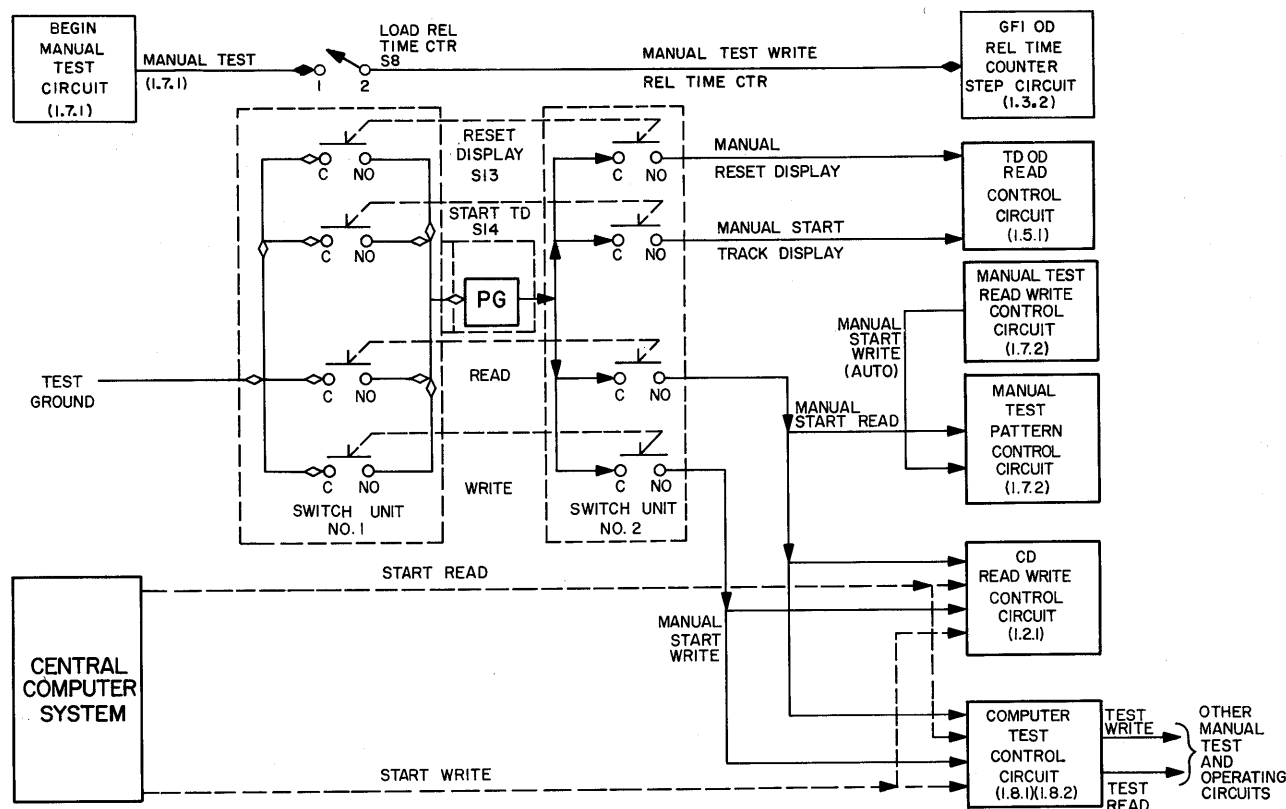 BEGIN
MANUAL
TEST
CIRCUIT
(1.7.1)
MANUAL TEST
(1.7.1)
LOAD REL
TIME CTR
S8
1
2
MANUAL TEST WRITE
REL TIME CTR
GFI OD
REL TIME
COUNTER
STEP CIRCUIT
(1.3.2)
RESET
DISPLAY
S13
C NO
C NO
MANUAL
RESET DISPLAY
TD OD
READ
CONTROL
CIRCUIT
(1.5.1)
START TD
S14
C NO
C NO
MANUAL START
TRACK DISPLAY
PG
MANUAL TEST
READ WRITE
CONTROL
CIRCUIT
(1.7.2)
MANUAL
START
WRITE
(AUTO)
TEST
GROUND
READ
C NO
C NO
MANUAL
START READ
MANUAL
TEST
PATTERN
CONTROL
CIRCUIT
(1.7.2)
WRITE
C NO
C NO
SWITCH UNIT
NO. 1
SWITCH UNIT
NO. 2
CD
READ WRITE
CONTROL
CIRCUIT
(1.2.1)
START READ
MANUAL
START
WRITE
CENTRAL
COMPUTER
SYSTEM
START WRITE
COMPUTER
TEST
CONTROL
CIRCUIT
(1.8.1)(1.8.2)
TEST
WRITE
TEST
READ
OTHER
MANUAL
TEST
AND
OPERATING
CIRCUITS